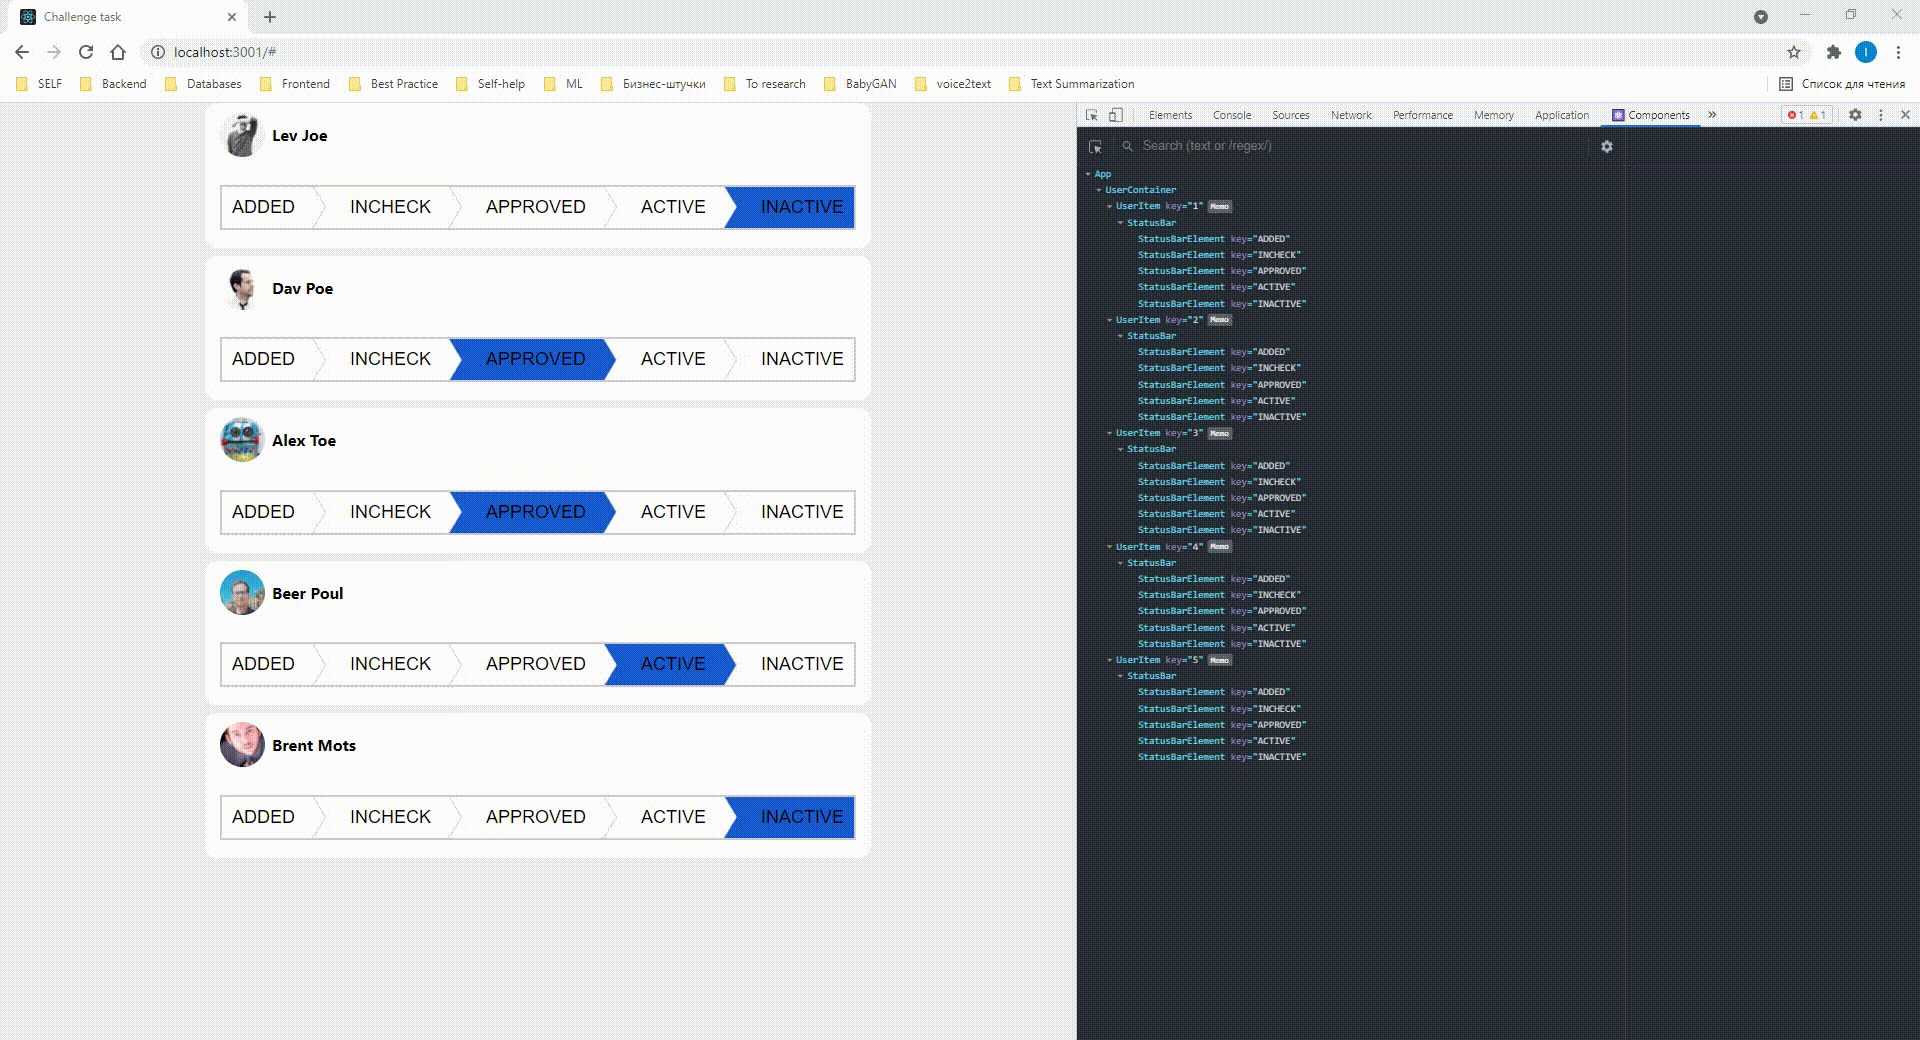 Challenge task
localhost:3001/#
SELF Backend Databases Frontend Best Practice Self-help ML Бизнес-штучки To research BabyGAN voice2text Text Summarization Список для чтения
Lev Joe
ADDED INCHECK APPROVED ACTIVE INACTIVE
Dav Poe
ADDED INCHECK APPROVED ACTIVE INACTIVE
Alex Toe
ADDED INCHECK APPROVED ACTIVE INACTIVE
Beer Poul
ADDED INCHECK APPROVED ACTIVE INACTIVE
Brent Mots
ADDED INCHECK APPROVED ACTIVE INACTIVE
Elements Console Sources Network Performance Memory Application Components » 1 1
Search (text or /regex/)
App
UserContainer
UserItem key="1" Memo
StatusBar
StatusBarElement key="ADDED"
StatusBarElement key="INCHECK"
StatusBarElement key="APPROVED"
StatusBarElement key="ACTIVE"
StatusBarElement key="INACTIVE"
UserItem key="2" Memo
StatusBar
StatusBarElement key="ADDED"
StatusBarElement key="INCHECK"
StatusBarElement key="APPROVED"
StatusBarElement key="ACTIVE"
StatusBarElement key="INACTIVE"
UserItem key="3" Memo
StatusBar
StatusBarElement key="ADDED"
StatusBarElement key="INCHECK"
StatusBarElement key="APPROVED"
StatusBarElement key="ACTIVE"
StatusBarElement key="INACTIVE"
UserItem key="4" Memo
StatusBar
StatusBarElement key="ADDED"
StatusBarElement key="INCHECK"
StatusBarElement key="APPROVED"
StatusBarElement key="ACTIVE"
StatusBarElement key="INACTIVE"
UserItem key="5" Memo
StatusBar
StatusBarElement key="ADDED"
StatusBarElement key="INCHECK"
StatusBarElement key="APPROVED"
StatusBarElement key="ACTIVE"
StatusBarElement key="INACTIVE"